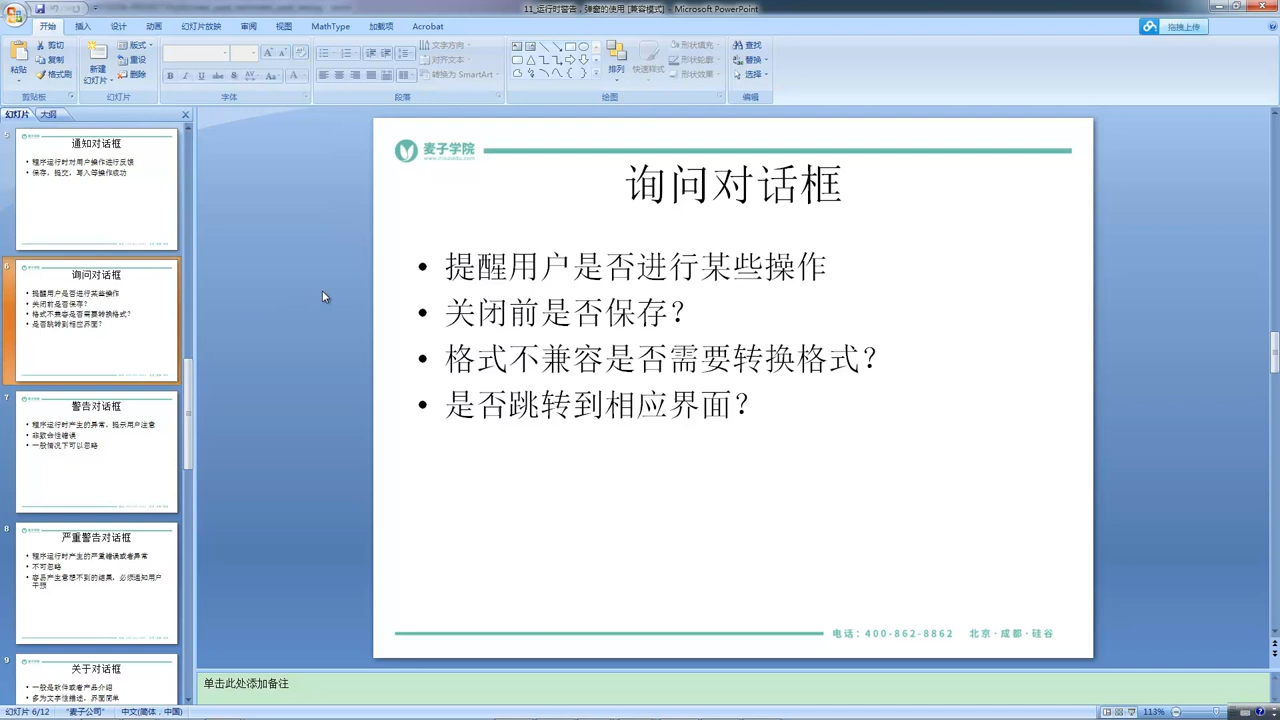 11_运行时警告，弹窗的使用 [兼容模式] - Microsoft PowerPoint
开始 插入 设计 动画 幻灯片放映 审阅 视图 MathType 加载项 Acrobat
拖拽上传
粘贴
剪切
复制
格式刷
剪贴板
新建
幻灯片
版式
重设
删除
幻灯片
字体
文字方向
对齐文本
转换为 SmartArt
段落
排列
快速样式
形状填充
形状轮廓
形状效果
绘图
查找
替换
选择
编辑
幻灯片 大纲
5
通知对话框
程序运行时对用户操作进行反馈
保存，提交，写入等操作成功
6
询问对话框
提醒用户是否进行某些操作
关闭前是否保存？
格式不兼容是否需要转换格式？
是否跳转到相应界面？
7
警告对话框
程序运行时产生的异常，提示用户注意
非致命性错误
一般情况下可以忽略
8
严重警告对话框
程序运行时产生的严重错误或者异常
不可忽略
容易产生意想不到的结果，必须通知用户
干预
9
关于对话框
一般是软件或者产品介绍
多为文字性描述，界面简单
麦子学院
www.maiziedu.com
询问对话框
• 提醒用户是否进行某些操作
• 关闭前是否保存？
• 格式不兼容是否需要转换格式？
• 是否跳转到相应界面？
电话：400-862-8862 北京·成都·硅谷
单击此处添加备注
幻灯片 6/12 "麦子公司" 中文(简体，中国)
113%